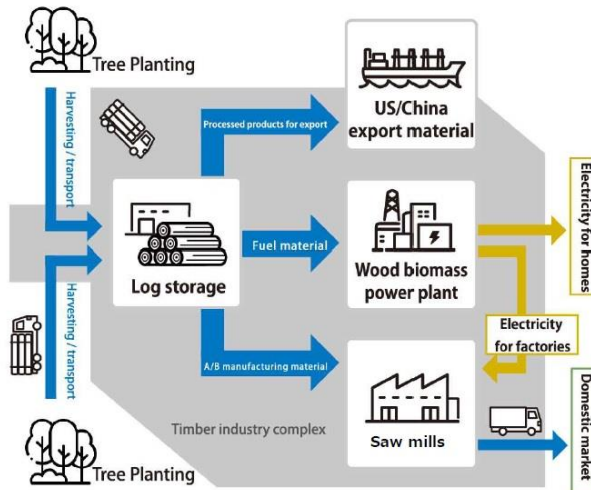 Tree Planting
Harvesting / transport
Processed products for export
US/China
export material
Log storage
Fuel material
Wood biomass
power plant
Electricity for homes
Electricity
for factories
Harvesting / transport
A/B manufacturing material
Timber industry complex
Saw mills
Domestic market
Tree Planting